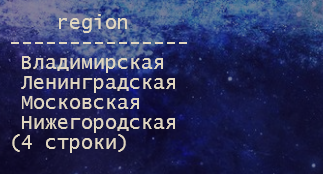 region
---------------
Владимирская
Ленинградская
Московская
Нижегородская
(4 строки)